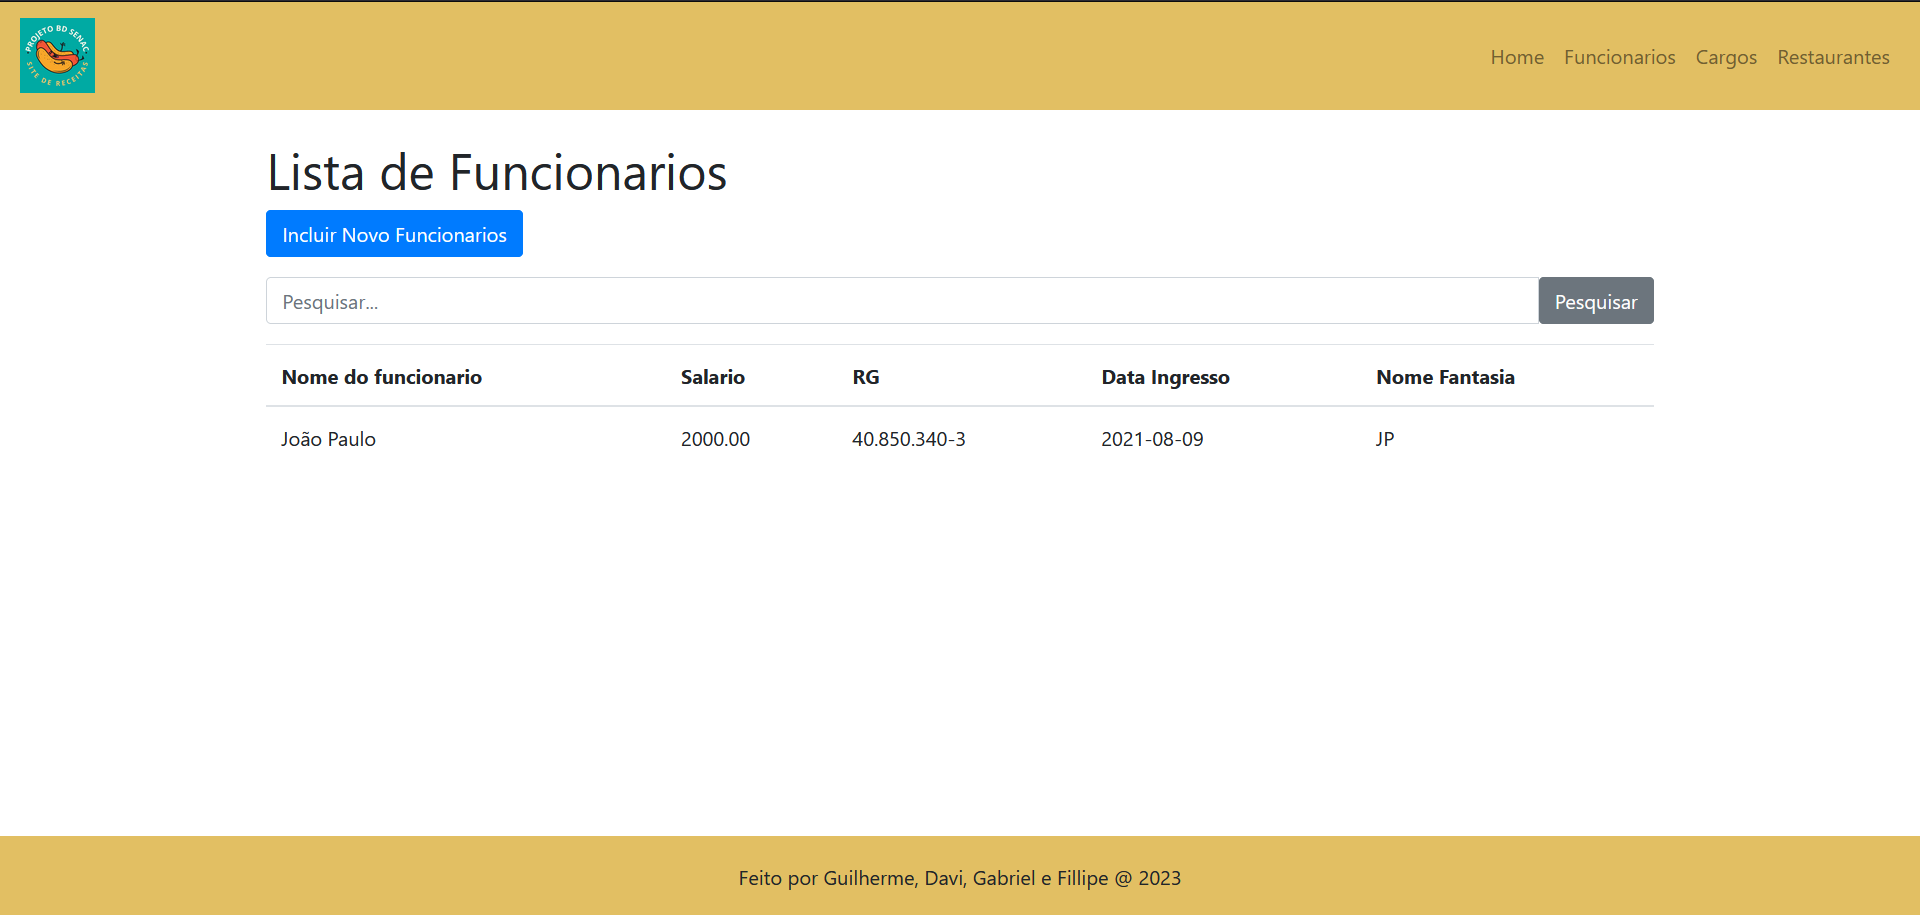 PROJETO BD SENAC
SITE DE RECEITAS
Home Funcionarios Cargos Restaurantes
Lista de Funcionarios
Incluir Novo Funcionarios
Pesquisar... Pesquisar
Nome do funcionario Salario RG Data Ingresso Nome Fantasia
João Paulo 2000.00 40.850.340-3 2021-08-09 JP
Feito por Guilherme, Davi, Gabriel e Fillipe @ 2023